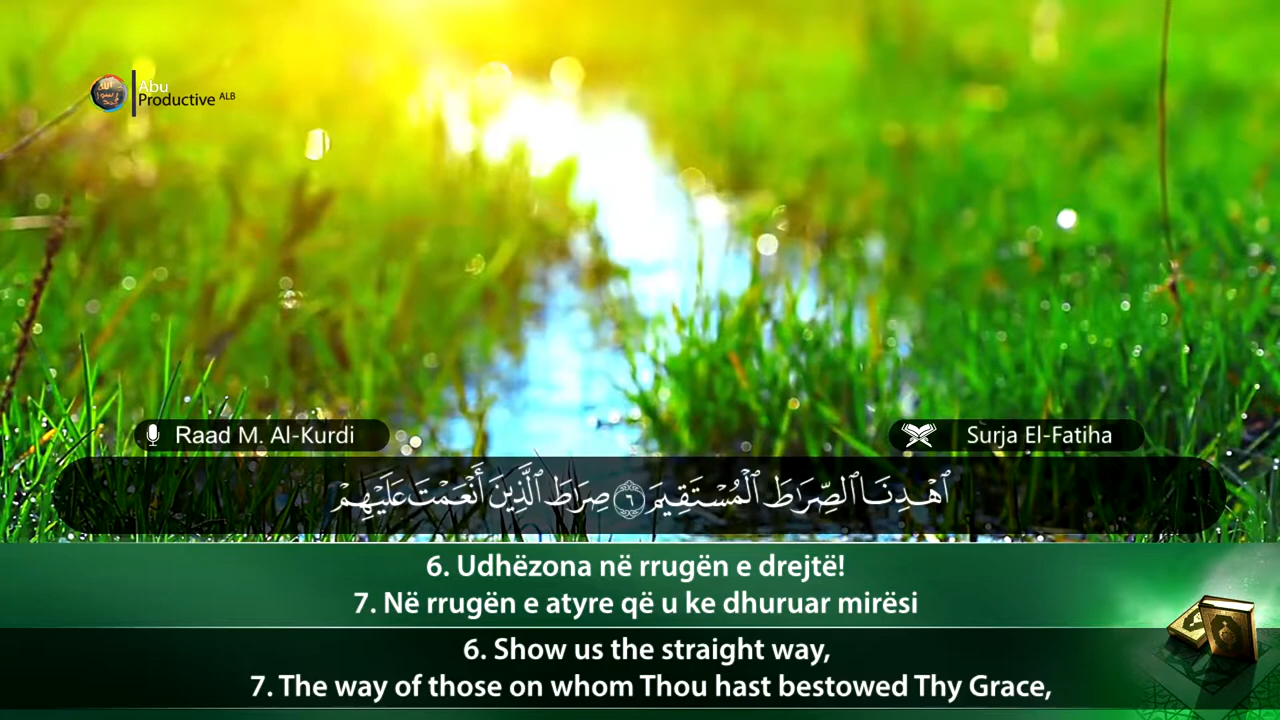 Abu
Productive ALB
Raad M. Al-Kurdi
Surja El-Fatiha
ٱهْدِنَا ٱلصِّرَٰطَ ٱلْمُسْتَقِيمَ ٦ صِرَٰطَ ٱلَّذِينَ أَنْعَمْتَ عَلَيْهِمْ
6. Udhëzona në rrugën e drejtë!
7. Në rrugën e atyre që u ke dhuruar mirësi
6. Show us the straight way,
7. The way of those on whom Thou hast bestowed Thy Grace,